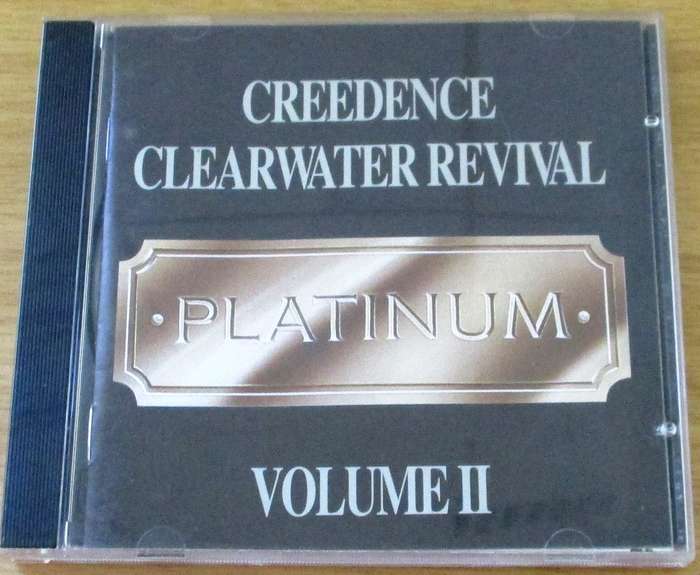 CREEDENCE
CLEARWATER REVIVAL
· PLATINUM ·
VOLUME II